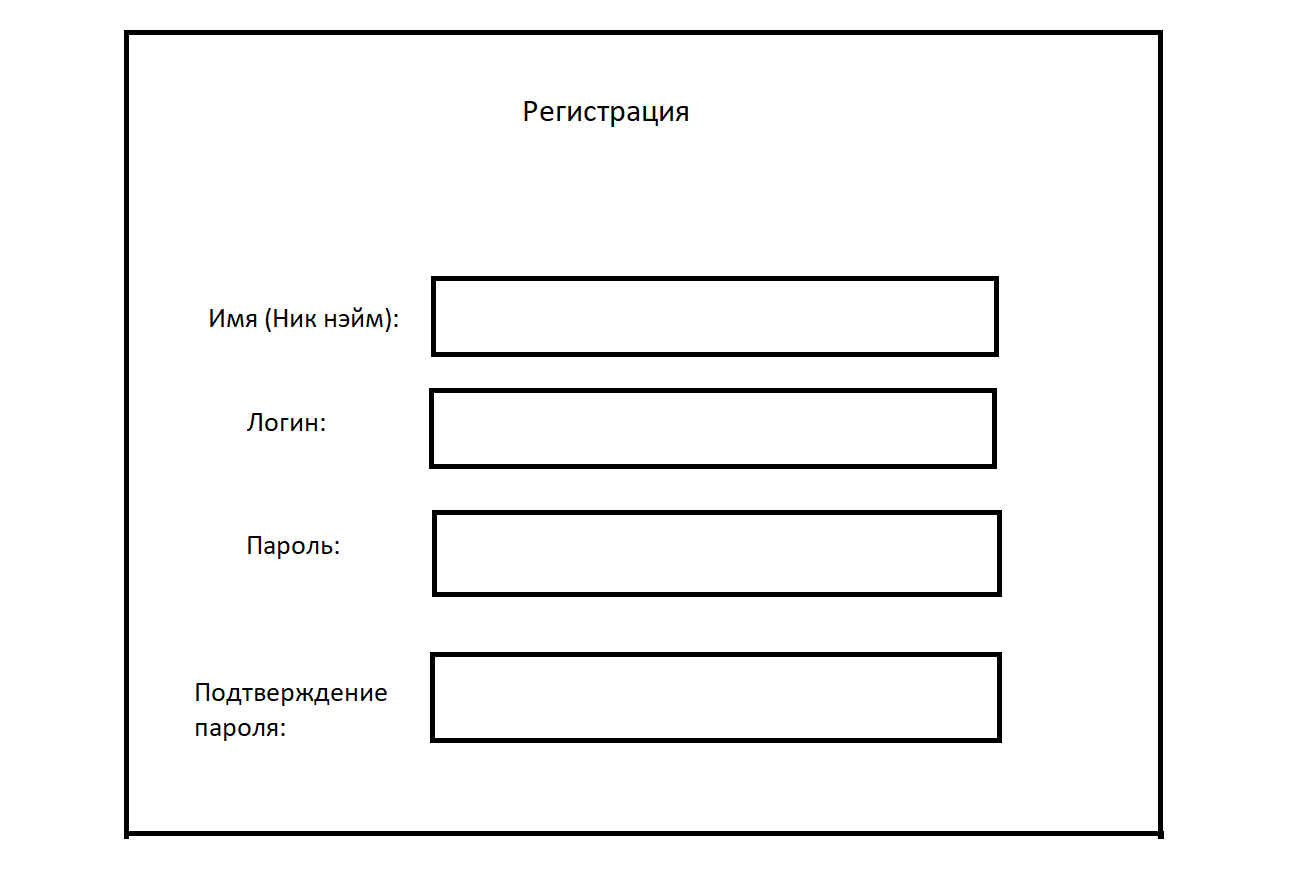 Регистрация
Имя (Ник нэйм):
Логин:
Пароль:
Подтверждение
пароля: